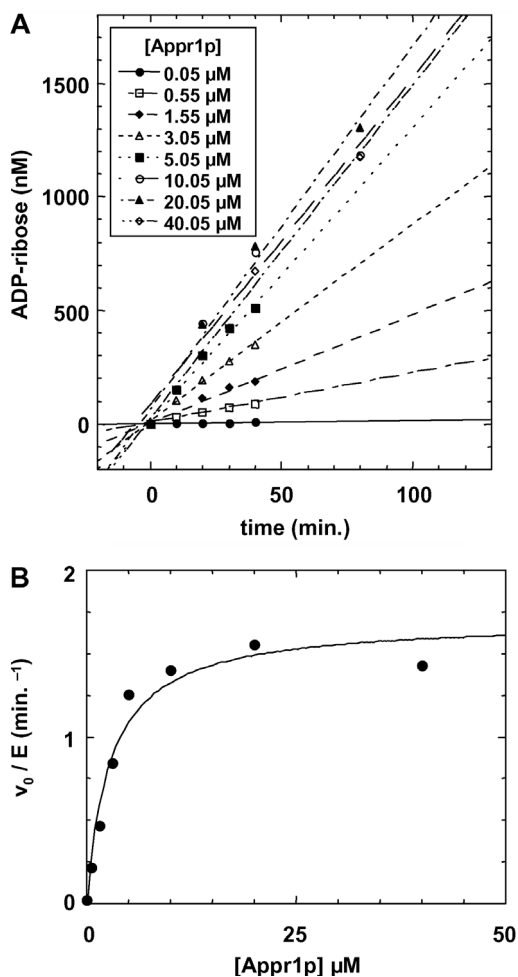 A
[Appr1p]
0.05 µM
0.55 µM
1.55 µM
3.05 µM
5.05 µM
10.05 µM
20.05 µM
40.05 µM
1500
1000
500
0
ADP-ribose (nM)
0 50 100
time (min.)
B
2
1
0
v0 / E (min. −1)
0 25 50
[Appr1p] µM